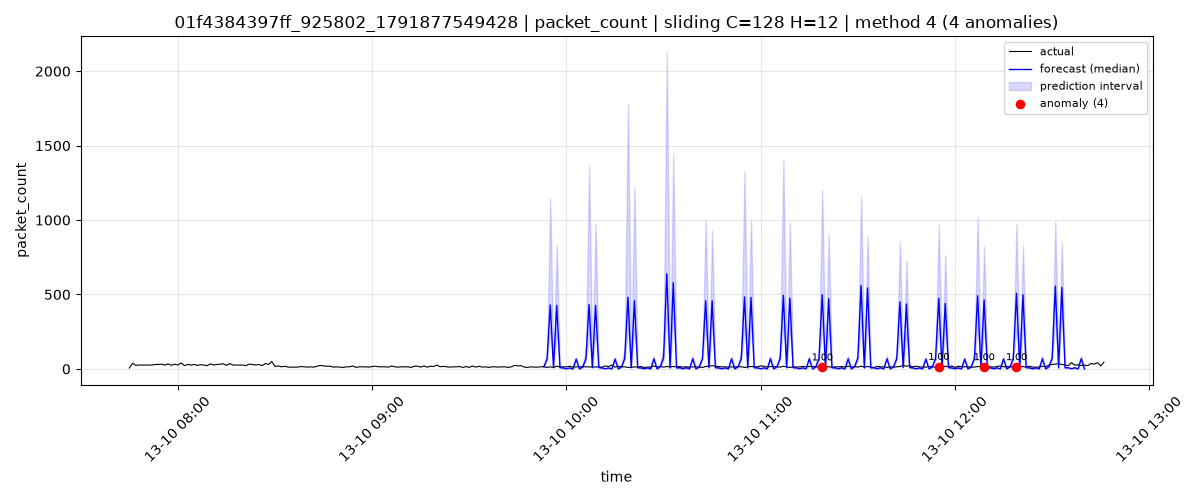 01f4384397ff_925802_1791877549428 | packet_count | sliding C=128 H=12 | method 4 (4 anomalies)
actual
forecast (median)
prediction interval
anomaly (4)
packet_count
2000
1500
1000
500
0
1.00
1.00
1.00
1.00
13-10 08:00
13-10 09:00
13-10 10:00
13-10 11:00
13-10 12:00
13-10 13:00
time